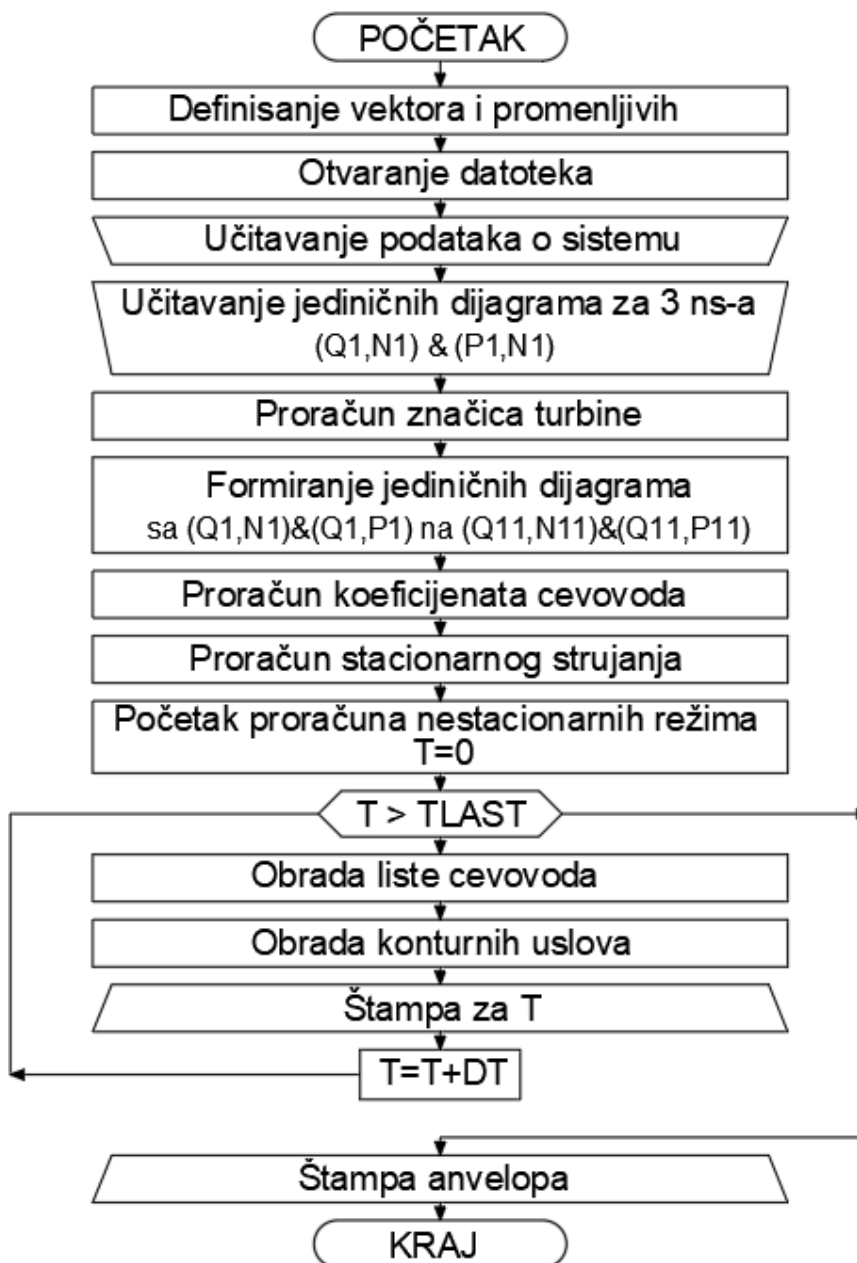 POČETAK
Definisanje vektora i promenljivih
Otvaranje datoteka
Učitavanje podataka o sistemu
Učitavanje jediničnih dijagrama za 3 ns-a
(Q1,N1) & (P1,N1)
Proračun značica turbine
Formiranje jediničnih dijagrama
sa (Q1,N1)&(Q1,P1) na (Q11,N11)&(Q11,P11)
Proračun koeficijenata cevovoda
Proračun stacionarnog strujanja
Početak proračuna nestacionarnih režima
T=0
T > TLAST
Obrada liste cevovoda
Obrada konturnih uslova
Štampa za T
T=T+DT
Štampa anvelopa
KRAJ